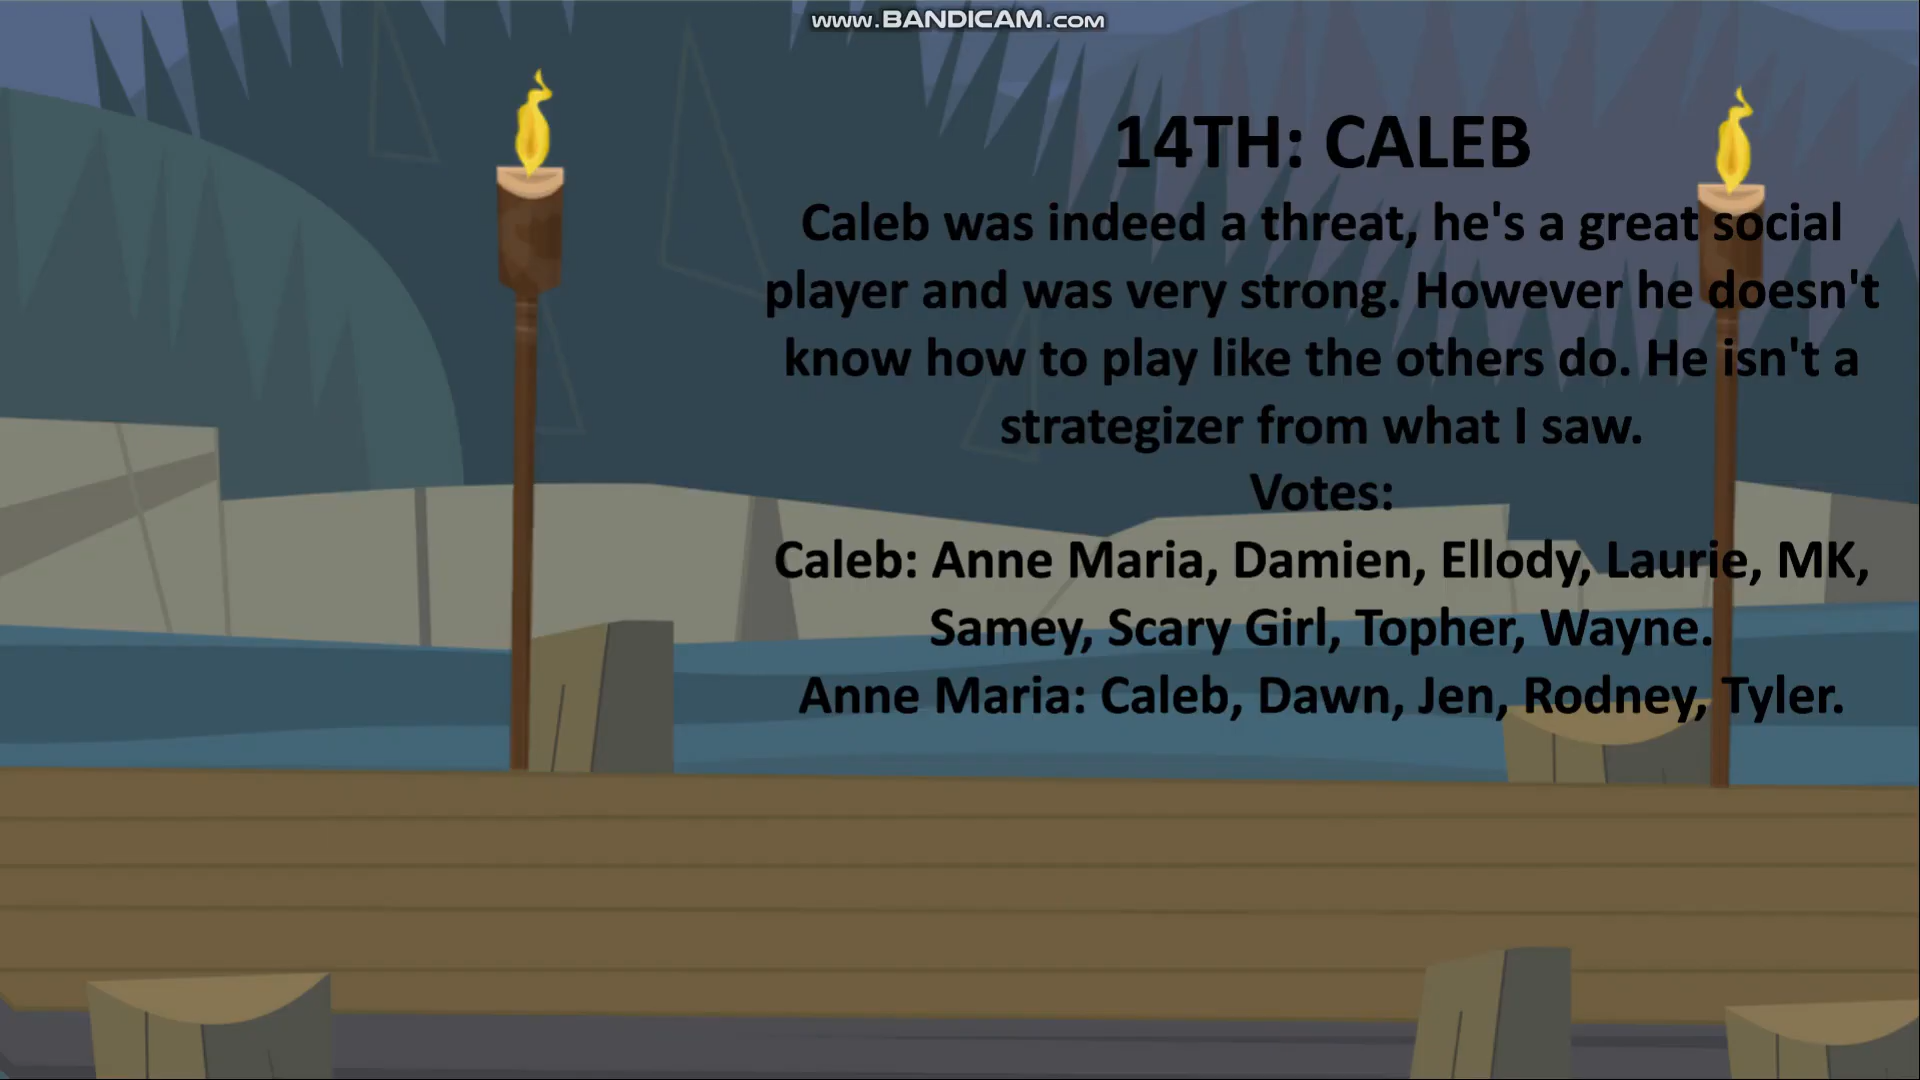 www.BANDICAM.com
14TH: CALEB
Caleb was indeed a threat, he's a great social
player and was very strong. However he doesn't
know how to play like the others do. He isn't a
strategizer from what I saw.
Votes:
Caleb: Anne Maria, Damien, Ellody, Laurie, MK,
Samey, Scary Girl, Topher, Wayne.
Anne Maria: Caleb, Dawn, Jen, Rodney, Tyler.